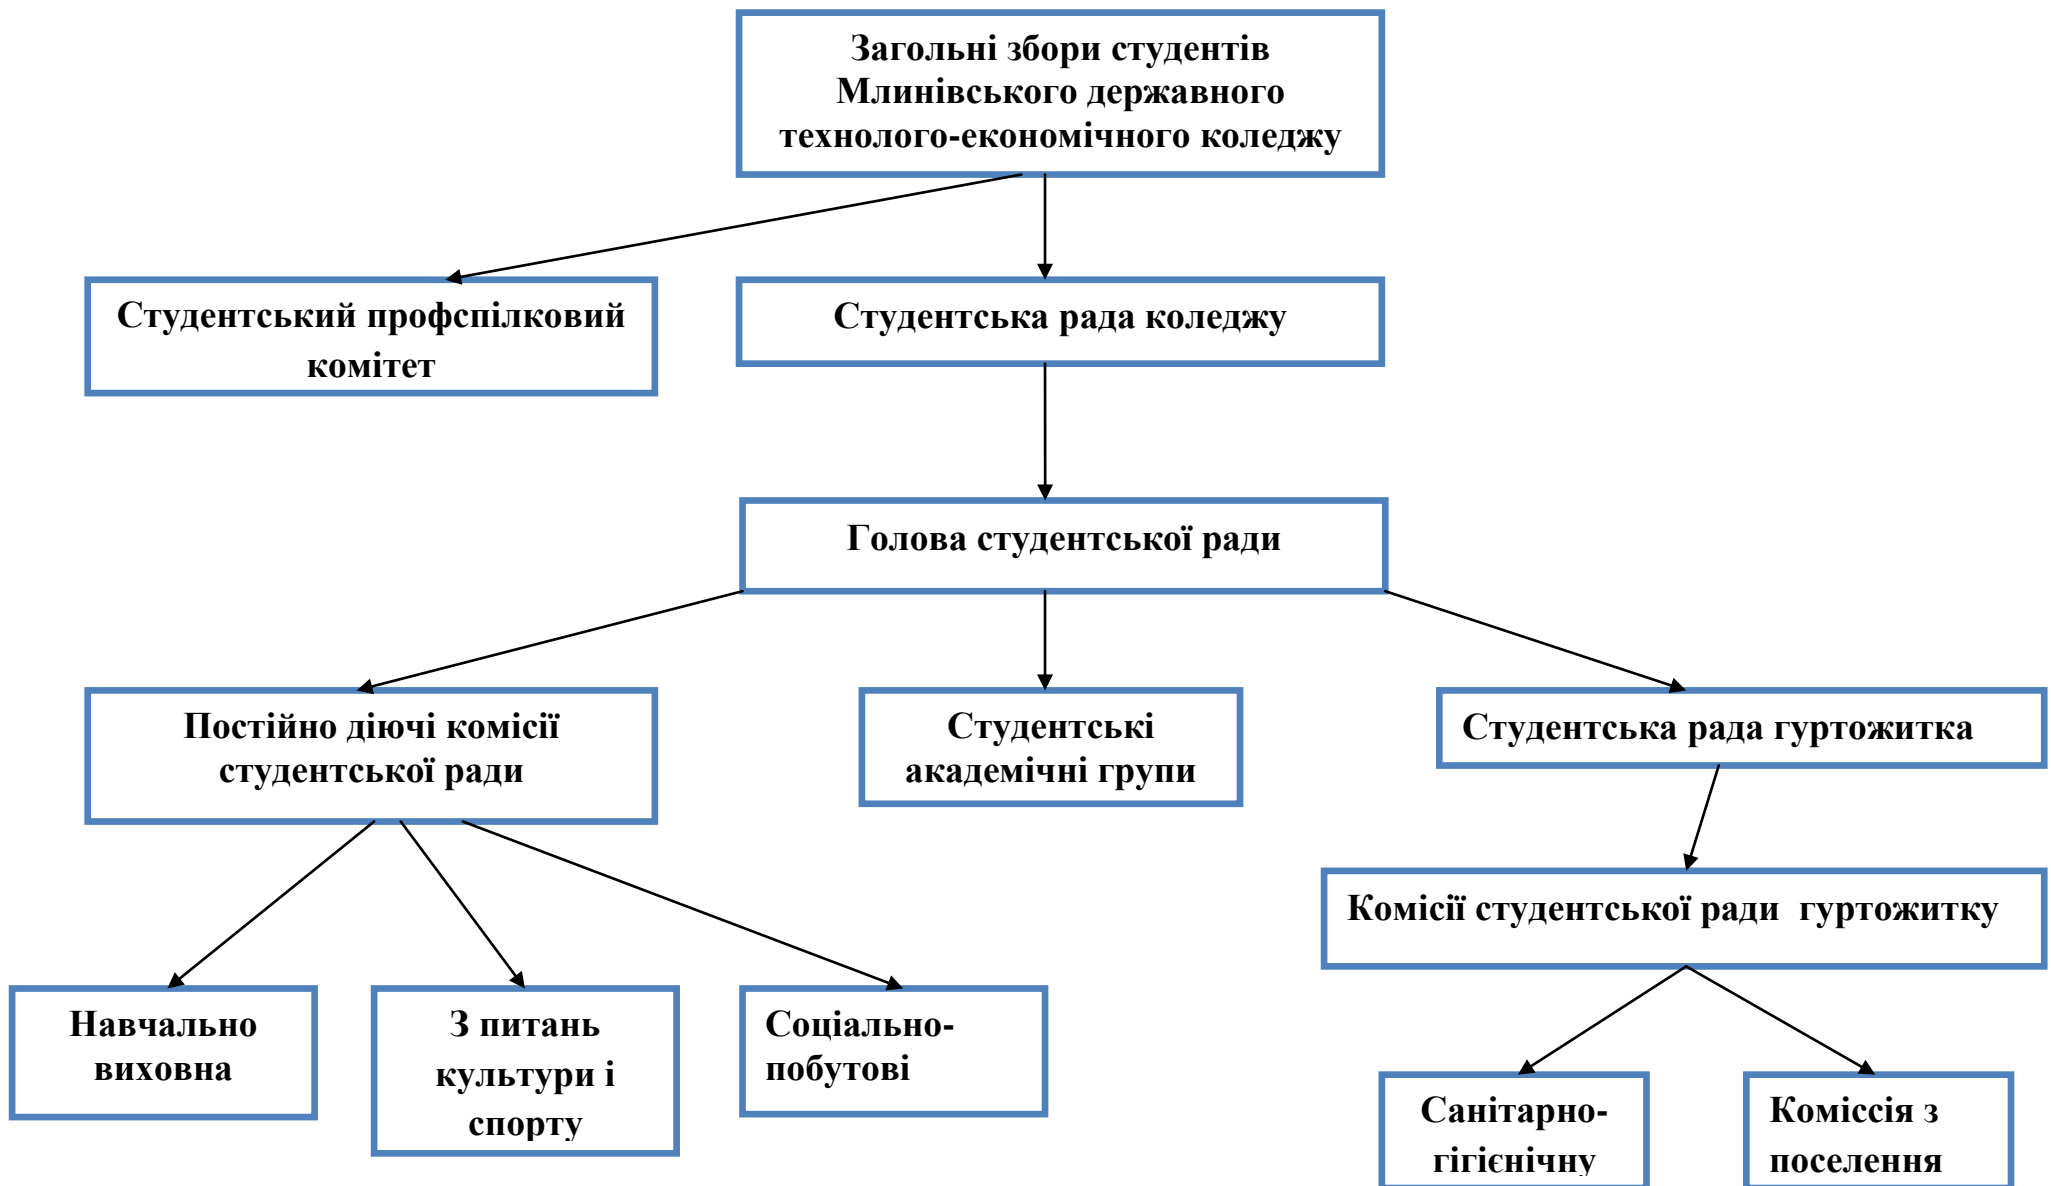 Загольні збори студентів
Млинівського державного
технолого-економічного коледжу
Студентський профспілковий
комітет
Студентська рада коледжу
Голова студентської ради
Постійно діючі комісії
студентської ради
Студентські
академічні групи
Студентська рада гуртожитка
Комісії студентської ради  гуртожитку
Навчально
виховна
З питань
культури і
спорту
Соціально-
побутові
Санітарно-
гігієнічну
Коміссія з
поселення